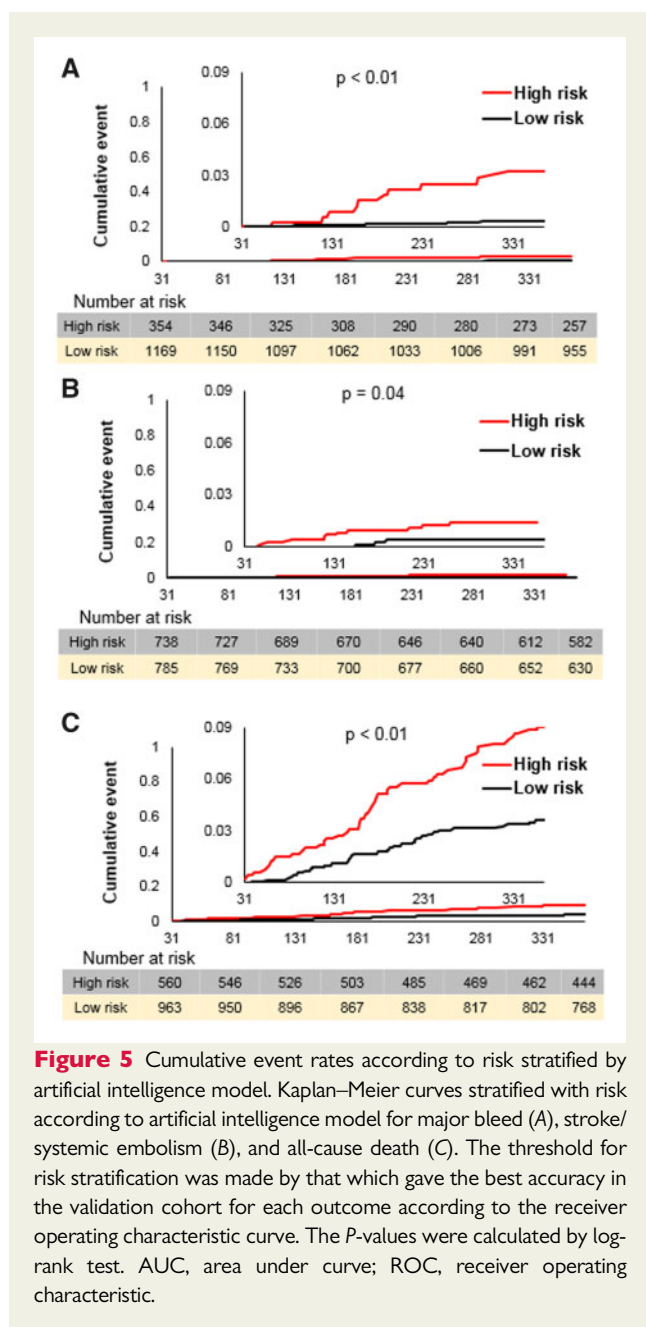 A
p < 0.01
High risk
Low risk
Cumulative event
1
0.8
0.6
0.4
0.2
0
0.09
0.06
0.03
0
31 131 231 331
31 81 131 181 231 281 331
Number at risk
High risk 354 346 325 308 290 280 273 257
Low risk 1169 1150 1097 1062 1033 1006 991 955
B
p = 0.04
High risk
Low risk
Cumulative event
1
0.8
0.6
0.4
0.2
0
0.09
0.06
0.03
0
31 131 231 331
31 81 131 181 231 281 331
Number at risk
High risk 738 727 689 670 646 640 612 582
Low risk 785 769 733 700 677 660 652 630
C
p < 0.01
High risk
Low risk
Cumulative event
1
0.8
0.6
0.4
0.2
0
0.09
0.06
0.03
0
31 131 231 331
31 81 131 181 231 281 331
Number at risk
High risk 560 546 526 503 485 469 462 444
Low risk 963 950 896 867 838 817 802 768
Figure 5 Cumulative event rates according to risk stratified by
artificial intelligence model. Kaplan–Meier curves stratified with risk
according to artificial intelligence model for major bleed (A), stroke/
systemic embolism (B), and all-cause death (C). The threshold for
risk stratification was made by that which gave the best accuracy in
the validation cohort for each outcome according to the receiver
operating characteristic curve. The P-values were calculated by log-
rank test. AUC, area under curve; ROC, receiver operating
characteristic.